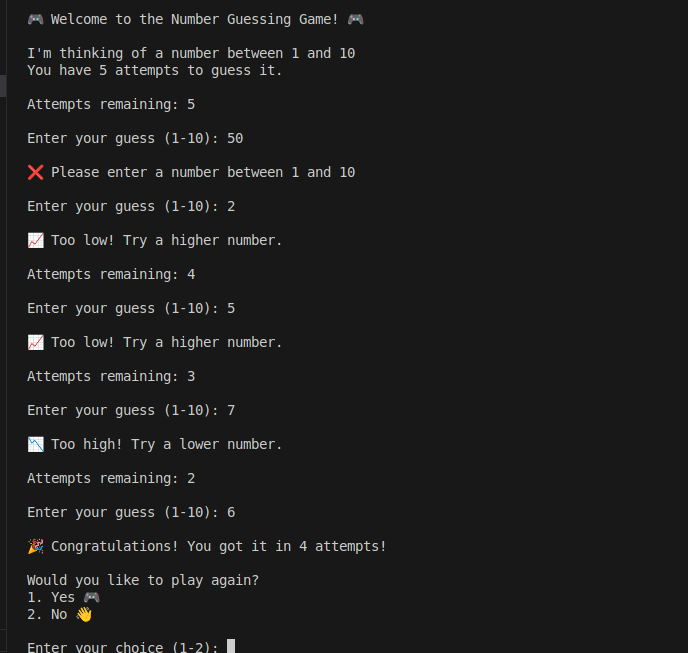 🎮 Welcome to the Number Guessing Game! 🎮
I'm thinking of a number between 1 and 10
You have 5 attempts to guess it.
Attempts remaining: 5
Enter your guess (1-10): 50
❌ Please enter a number between 1 and 10
Enter your guess (1-10): 2
📈 Too low! Try a higher number.
Attempts remaining: 4
Enter your guess (1-10): 5
📈 Too low! Try a higher number.
Attempts remaining: 3
Enter your guess (1-10): 7
📉 Too high! Try a lower number.
Attempts remaining: 2
Enter your guess (1-10): 6
🎉 Congratulations! You got it in 4 attempts!
Would you like to play again?
1. Yes 🎮
2. No 👋
Enter your choice (1-2):